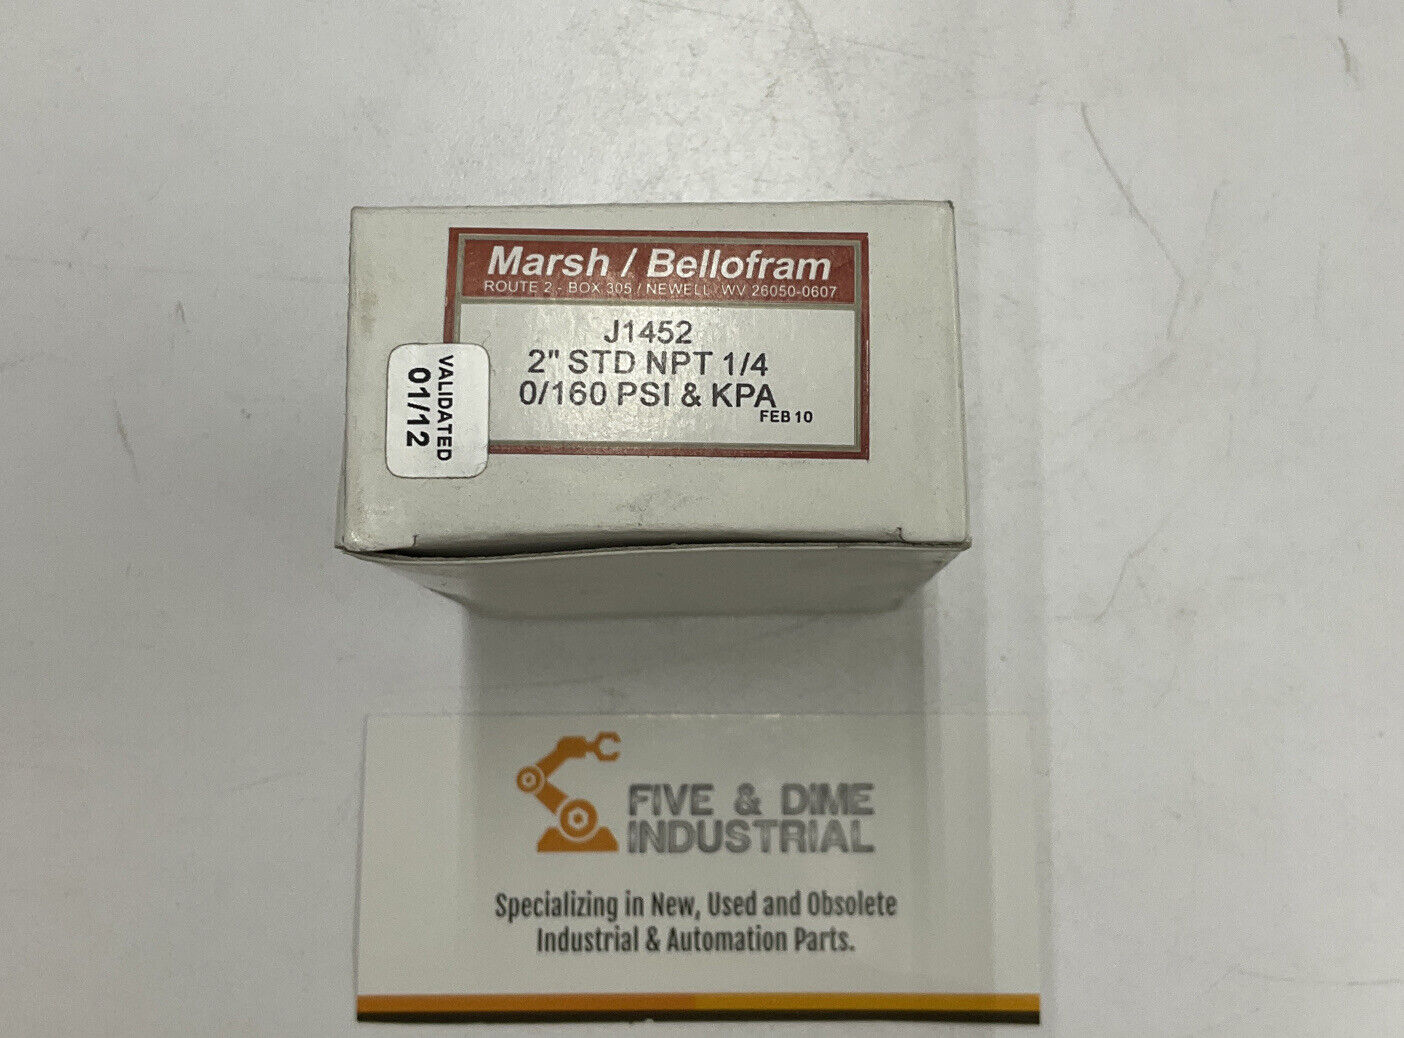 Marsh / Bellofram
ROUTE 2 - BOX 305 / NEWELL, WV 26050-0607
J1452
2" STD NPT 1/4
0/160 PSI & KPA
FEB 10
VALIDATED
01/12
FIVE & DIME
INDUSTRIAL
Specializing in New, Used and Obsolete
Industrial & Automation Parts.